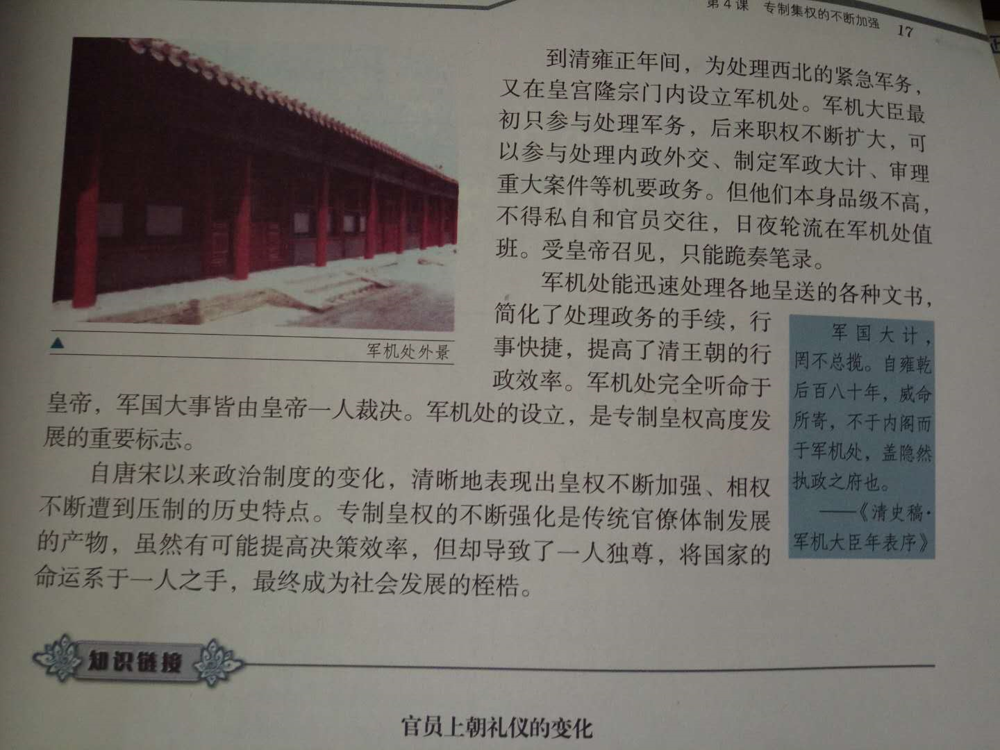 第4课 专制集权的不断加强 17
到清雍正年间，为处理西北的紧急军务，
又在皇宫隆宗门内设立军机处。军机大臣最
初只参与处理军务，后来职权不断扩大，可
以参与处理内政外交、制定军政大计、审理
重大案件等机要政务。但他们本身品级不高，
不得私自和官员交往，日夜轮流在军机处值
班。受皇帝召见，只能跪奏笔录。
军机处能迅速处理各地呈送的各种文书，
简化了处理政务的手续，行
事快捷，提高了清王朝的行
政效率。军机处完全听命于
皇帝，军国大事皆由皇帝一人裁决。军机处的设立，是专制皇权高度发
展的重要标志。
自唐宋以来政治制度的变化，清晰地表现出皇权不断加强、相权
不断遭到压制的历史特点。专制皇权的不断强化是传统官僚体制发展
的产物，虽然有可能提高决策效率，但却导致了一人独尊，将国家的
命运系于一人之手，最终成为社会发展的桎梏。
▲ 军机处外景
军国大计，
罔不总揽。自雍乾
后百八十年，威命
所寄，不于内阁而
于军机处，盖隐然
执政之府也。
——《清史稿·
军机大臣年表序》
知识链接
官员上朝礼仪的变化